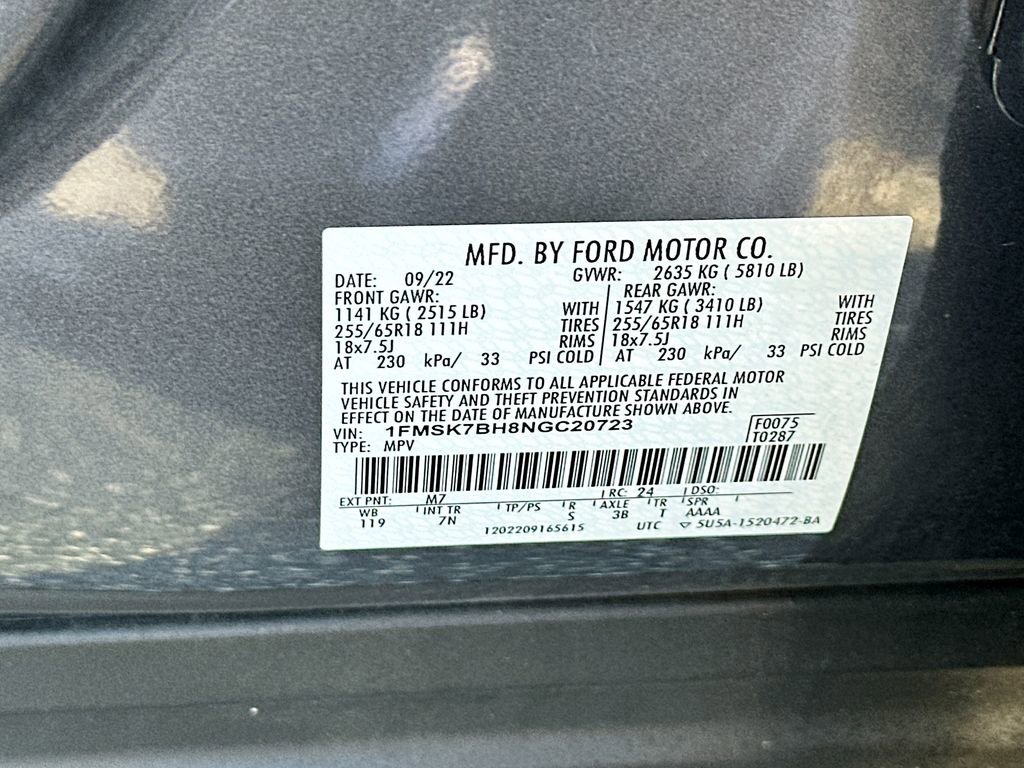 MFD. BY FORD MOTOR CO.
DATE: 09/22 GVWR: 2635 KG ( 5810 LB)
FRONT GAWR: REAR GAWR:
1141 KG ( 2515 LB) WITH 1547 KG ( 3410 LB) WITH
255/65R18 111H TIRES 255/65R18 111H TIRES
18x7.5J RIMS 18x7.5J RIMS
AT 230 kPa/ 33 PSI COLD AT 230 kPa/ 33 PSI COLD
THIS VEHICLE CONFORMS TO ALL APPLICABLE FEDERAL MOTOR
VEHICLE SAFETY AND THEFT PREVENTION STANDARDS IN
EFFECT ON THE DATE OF MANUFACTURE SHOWN ABOVE.
VIN: 1FMSK7BH8NGC20723 F0075
TYPE: MPV T0287
EXT PNT: M7 RC: 24 DSO:
WB INT TR TP/PS R AXLE TR SPR
119 7N S 3B T AAAA
1202209165615 UTC 5U5A-1520472-BA